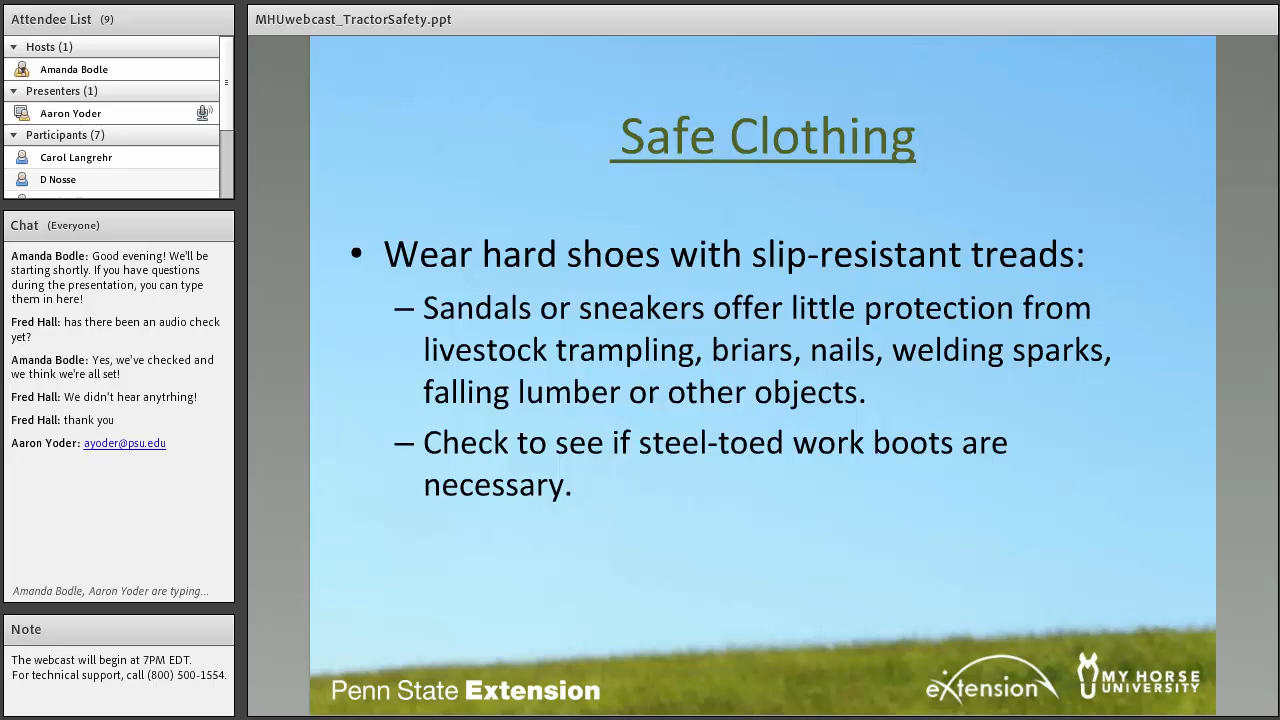 Attendee List (9)
Hosts (1)
Amanda Bodle
Presenters (1)
Aaron Yoder
Participants (7)
Carol Langrehr
D Nosse
Chat (Everyone)
Amanda Bodle: Good evening! We'll be
starting shortly. If you have questions
during the presentation, you can type
them in here!
Fred Hall: has there been an audio check
yet?
Amanda Bodle: Yes, we've checked and
we think we're all set!
Fred Hall: We didn't hear anytrhing!
Fred Hall: thank you
Aaron Yoder: ayoder@psu.edu
Amanda Bodle, Aaron Yoder are typing...
Note
The webcast will begin at 7PM EDT.
For technical support, call (800) 500-1554.
MHUwebcast_TractorSafety.ppt
Safe Clothing
• Wear hard shoes with slip-resistant treads:
– Sandals or sneakers offer little protection from
livestock trampling, briars, nails, welding sparks,
falling lumber or other objects.
– Check to see if steel-toed work boots are
necessary.
Penn State Extension
eXtension
MY HORSE
UNIVERSITY